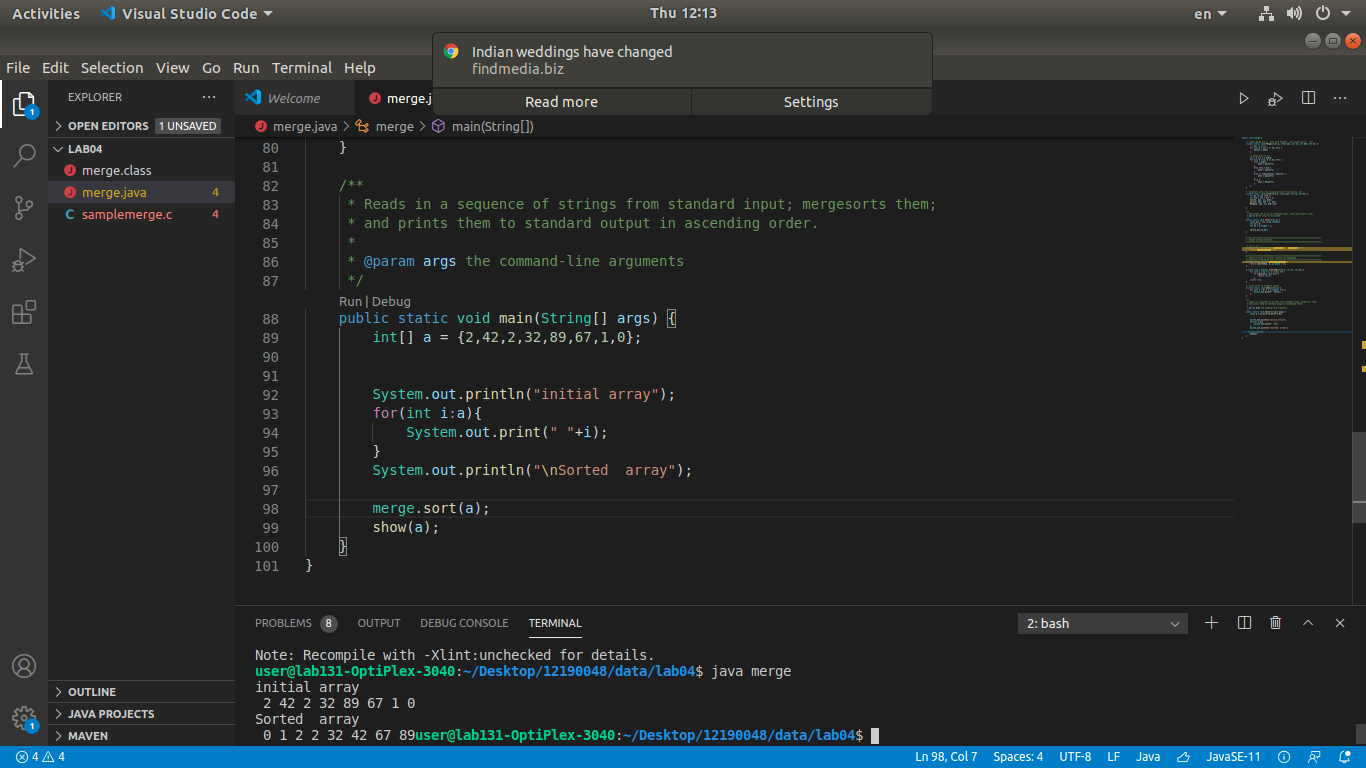 Activities Visual Studio Code Thu 12:13 en
Indian weddings have changed
findmedia.biz
Read more Settings
File Edit Selection View Go Run Terminal Help
EXPLORER
1
OPEN EDITORS 1 UNSAVED
LAB04
merge.class
merge.java 4
samplemerge.c 4
OUTLINE
JAVA PROJECTS
MAVEN
1
Welcome merge.j
merge.java > merge > main(String[])
80 }
81
82 /**
83 * Reads in a sequence of strings from standard input; mergesorts them;
84 * and prints them to standard output in ascending order.
85 *
86 * @param args the command-line arguments
87 */
Run | Debug
88 public static void main(String[] args) {
89 int[] a = {2,42,2,32,89,67,1,0};
90
91
92 System.out.println("initial array");
93 for(int i:a){
94 System.out.print(" "+i);
95 }
96 System.out.println("\nSorted  array");
97
98 merge.sort(a);
99 show(a);
100 }
101 }
PROBLEMS 8 OUTPUT DEBUG CONSOLE TERMINAL 2: bash
Note: Recompile with -Xlint:unchecked for details.
user@lab131-OptiPlex-3040:~/Desktop/12190048/data/lab04$ java merge
initial array
 2 42 2 32 89 67 1 0
Sorted  array
 0 1 2 2 32 42 67 89user@lab131-OptiPlex-3040:~/Desktop/12190048/data/lab04$
4 4 Ln 98, Col 7 Spaces: 4 UTF-8 LF Java JavaSE-11